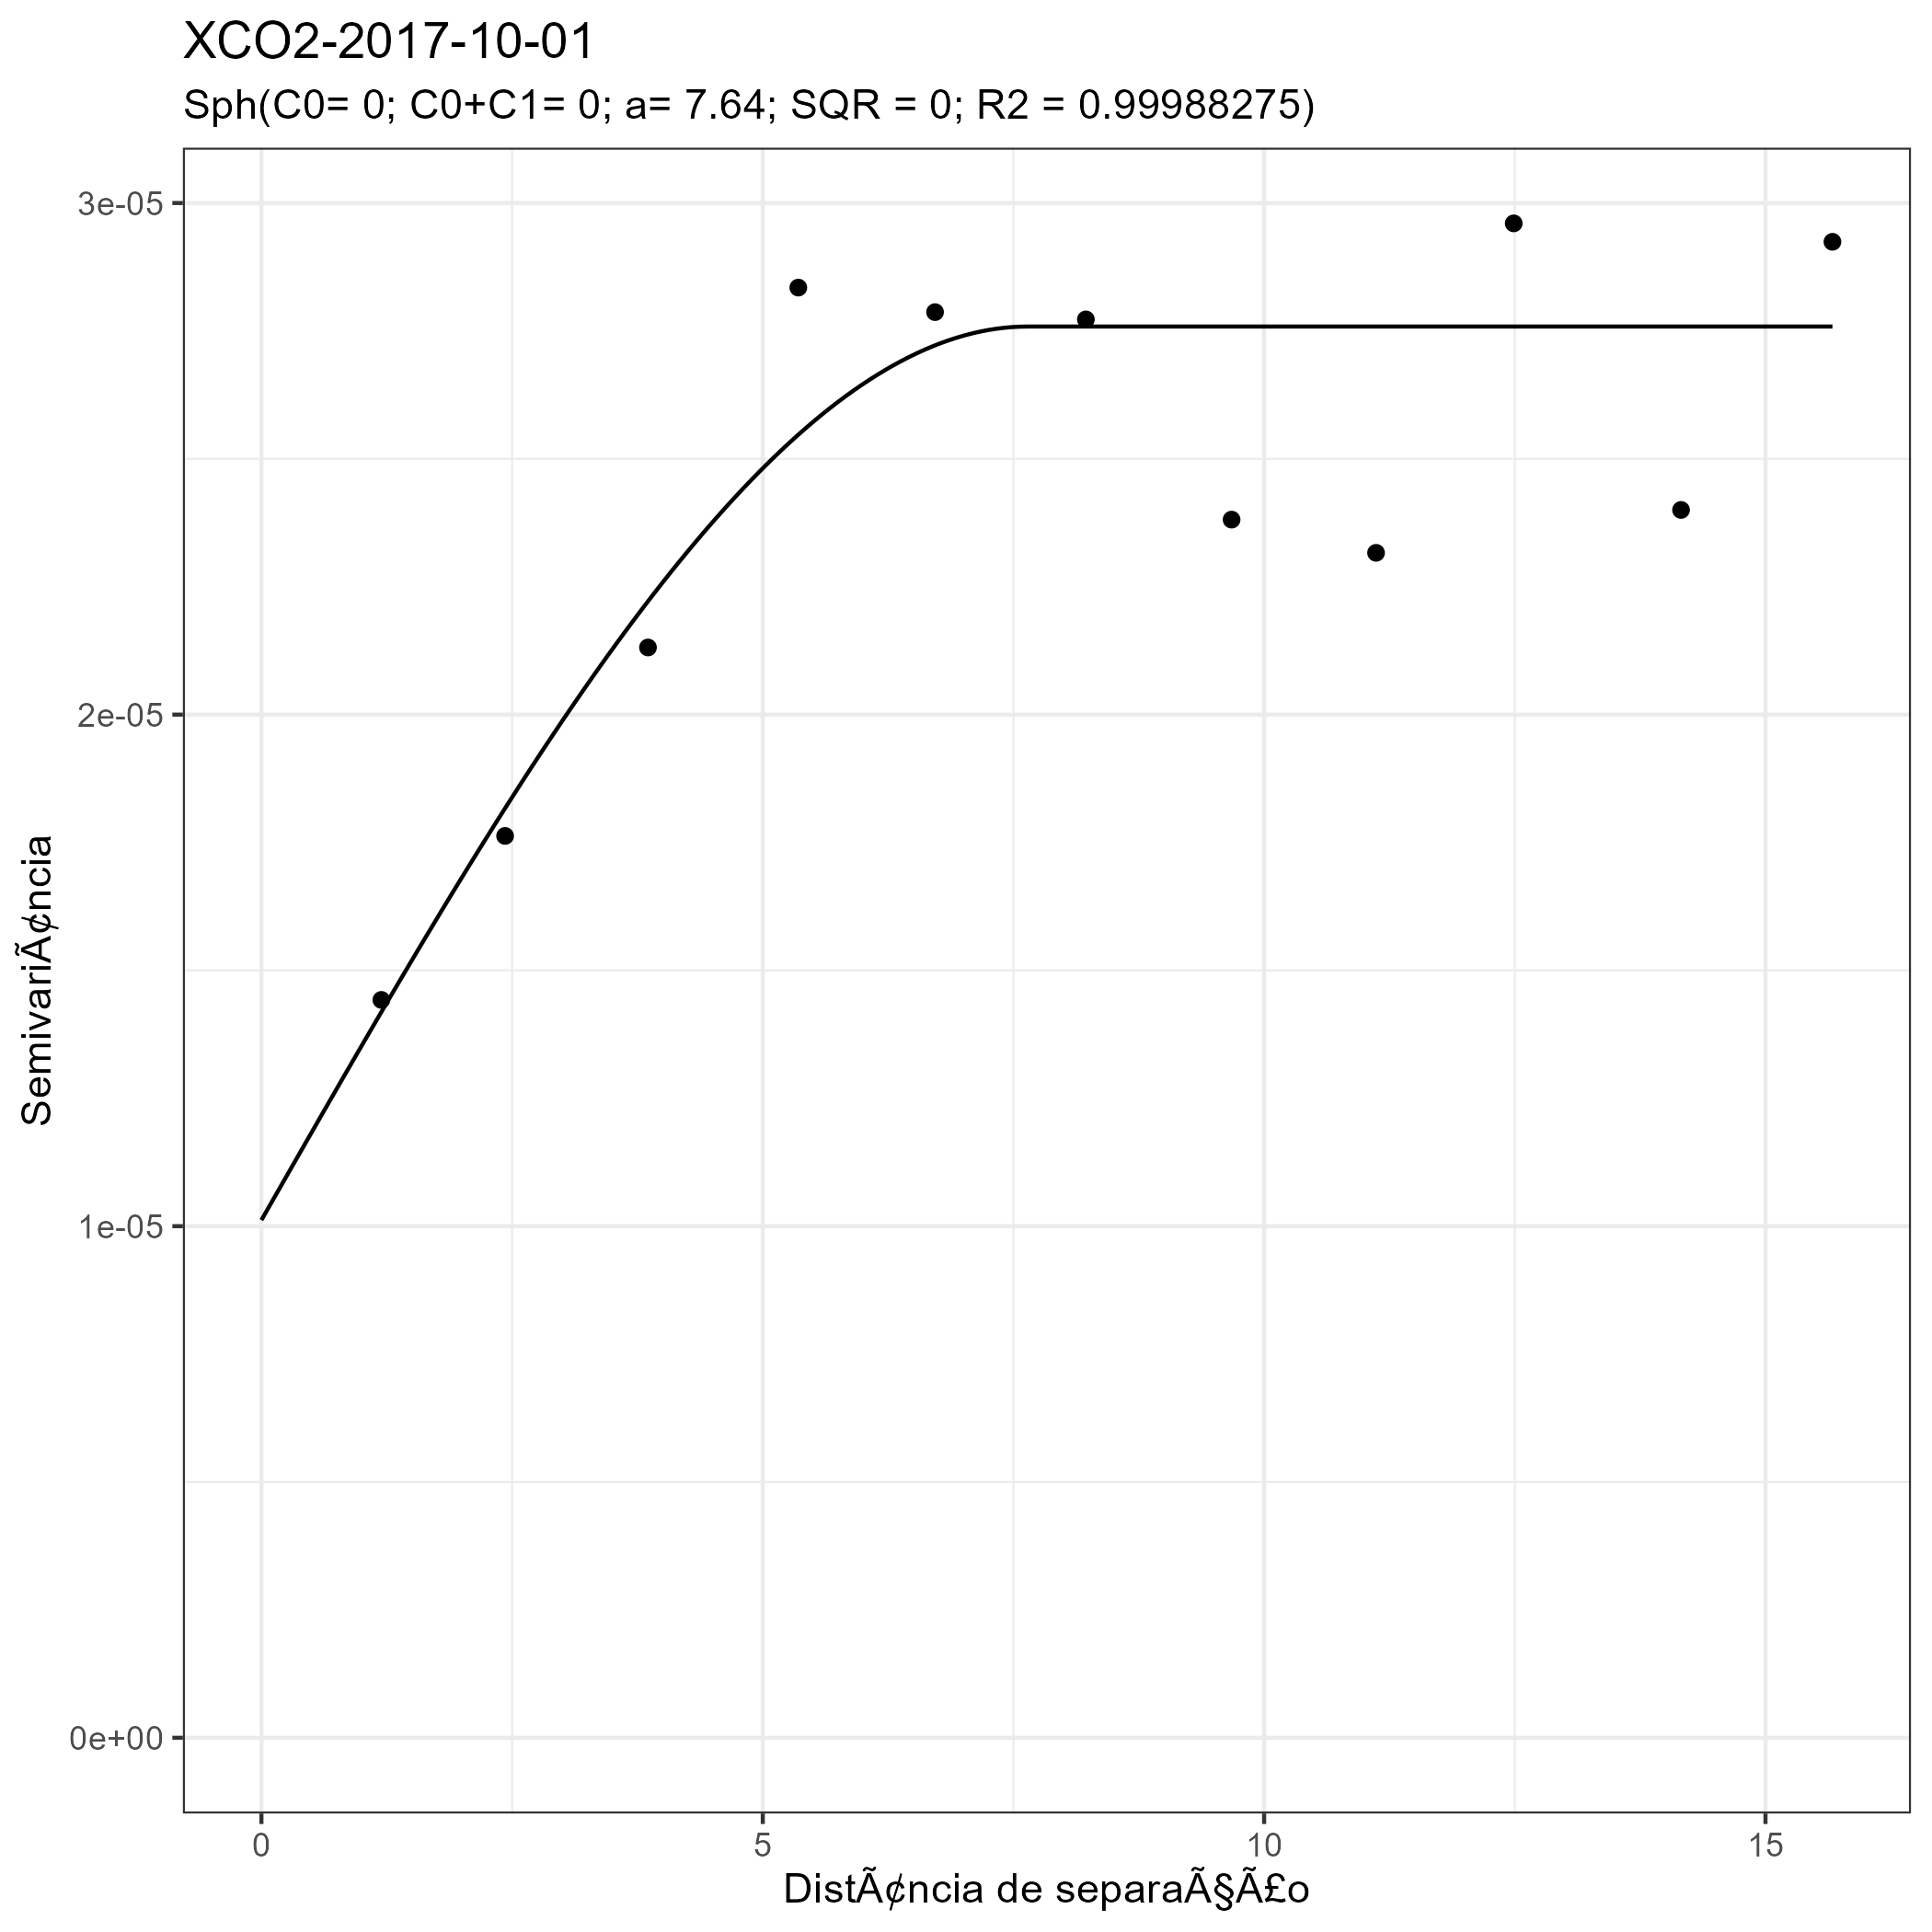 XCO2-2017-10-01
Sph(C0= 0; C0+C1= 0; a= 7.64; SQR = 0; R2 = 0.99988275)
3e-05
2e-05
1e-05
0e+00
SemivariÃ¢ncia
0
5
10
15
DistÃ¢ncia de separaÃ§Ã£o